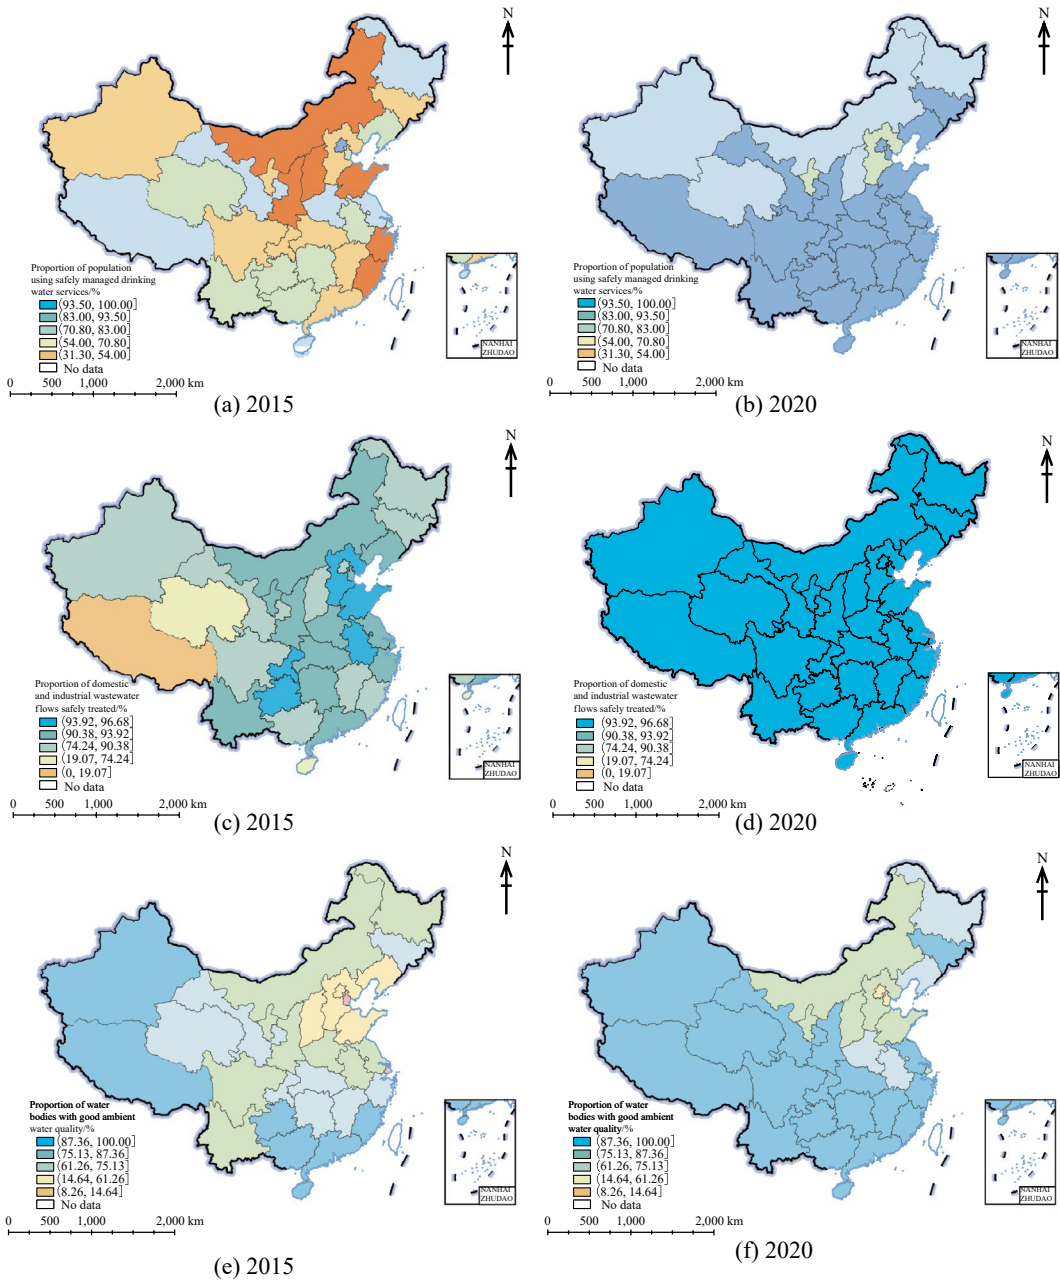 N
Proportion of population
using safely managed drinking
water services/%
(93.50, 100.00]
(83.00, 93.50]
(70.80, 83.00]
(54.00, 70.80]
(31.30, 54.00]
No data
0 500 1,000 2,000 km
NANHAI
ZHUDAO
(a) 2015
N
Proportion of population
using safely managed drinking
water services/%
(93.50, 100.00]
(83.00, 93.50]
(70.80, 83.00]
(54.00, 70.80]
(31.30, 54.00]
No data
0 500 1,000 2,000 km
NANHAI
ZHUDAO
(b) 2020
N
Proportion of domestic
and industrial wastewater
flows safely treated/%
(93.92, 96.68]
(90.38, 93.92]
(74.24, 90.38]
(19.07, 74.24]
(0, 19.07]
No data
0 500 1,000 2,000 km
NANHAI
ZHUDAO
(c) 2015
N
Proportion of domestic
and industrial wastewater
flows safely treated/%
(93.92, 96.68]
(90.38, 93.92]
(74.24, 90.38]
(19.07, 74.24]
(0, 19.07]
No data
0 500 1,000 2,000 km
NANHAI
ZHUDAO
(d) 2020
N
Proportion of water
bodies with good ambient
water quality/%
(87.36, 100.00]
(75.13, 87.36]
(61.26, 75.13]
(14.64, 61.26]
(8.26, 14.64]
No data
0 500 1,000 2,000 km
NANHAI
ZHUDAO
(e) 2015
N
Proportion of water
bodies with good ambient
water quality/%
(87.36, 100.00]
(75.13, 87.36]
(61.26, 75.13]
(14.64, 61.26]
(8.26, 14.64]
No data
0 500 1,000 2,000 km
NANHAI
ZHUDAO
(f) 2020